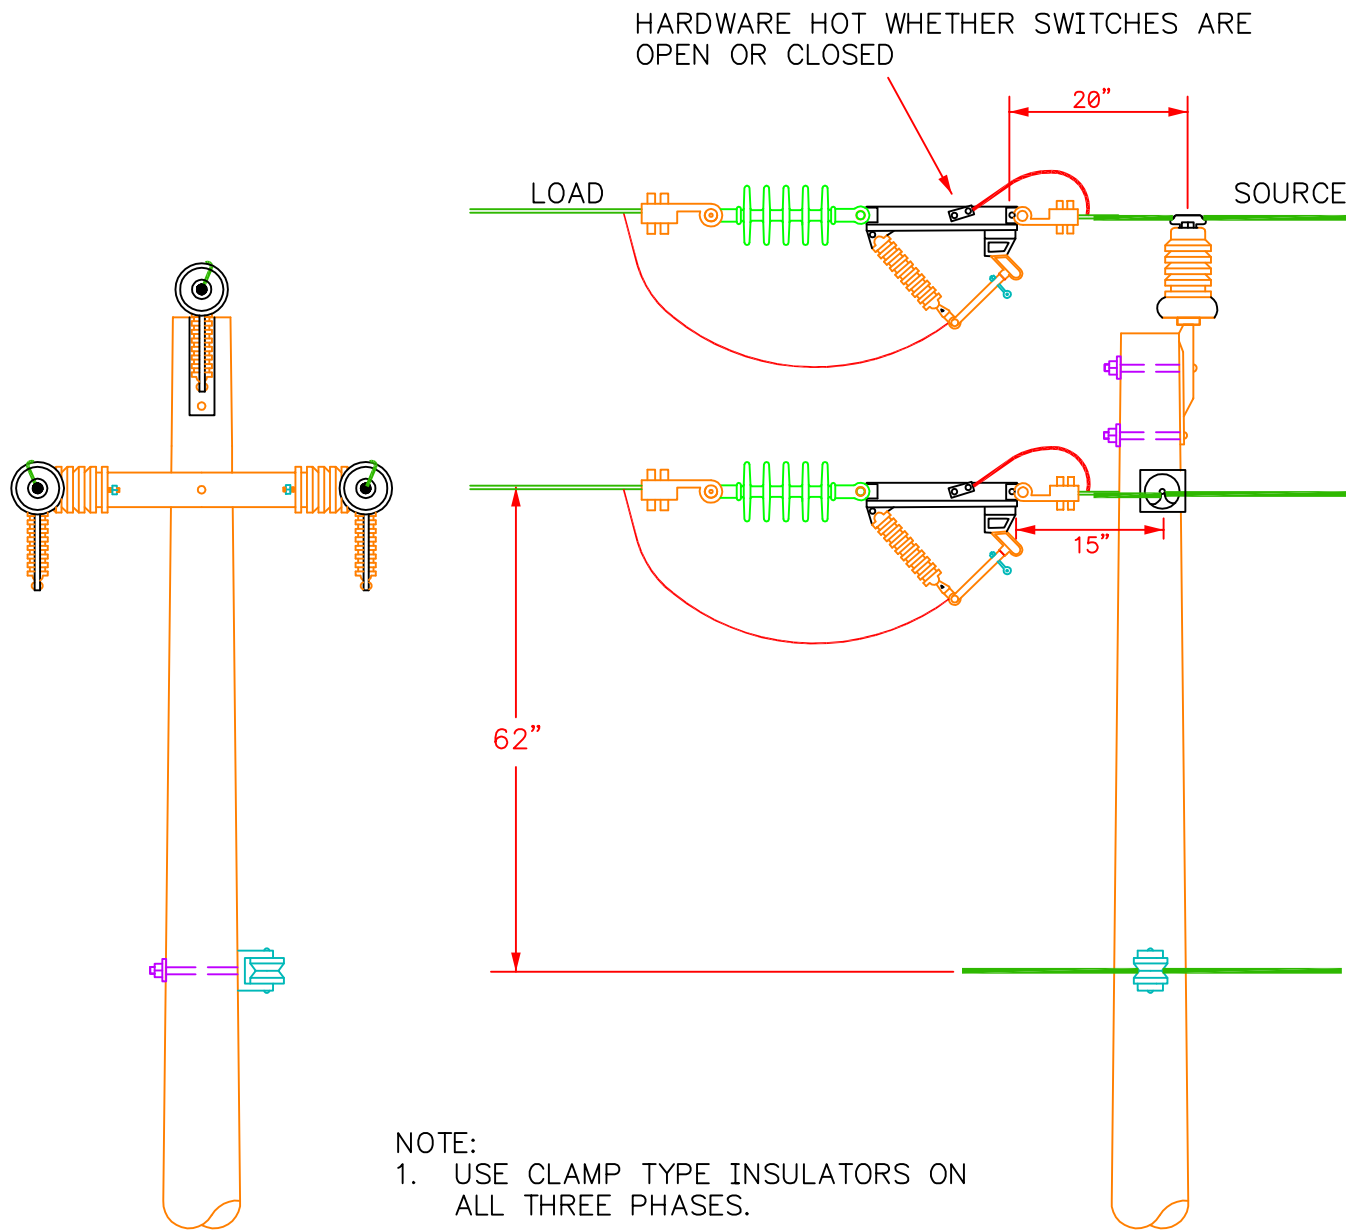 HARDWARE HOT WHETHER SWITCHES ARE
OPEN OR CLOSED
20"
LOAD
SOURCE
15"
62"
NOTE:
1. USE CLAMP TYPE INSULATORS ON
ALL THREE PHASES.